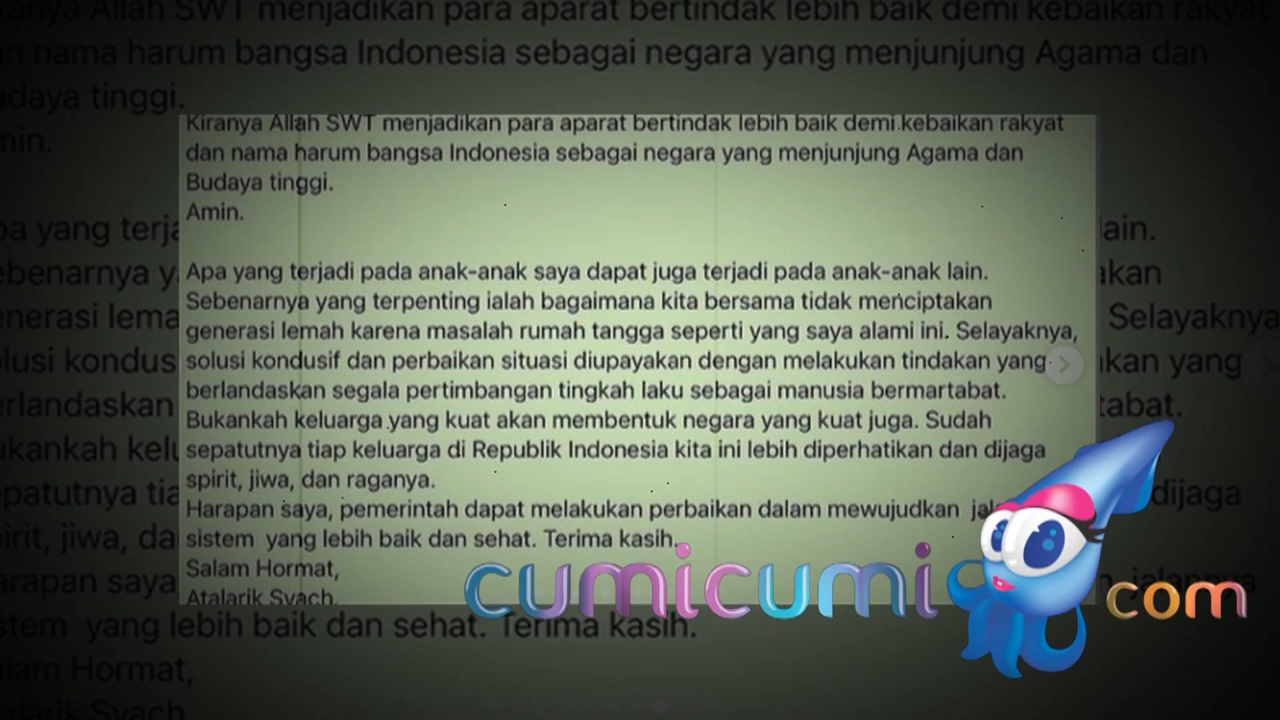 Kiranya Allah SWT menjadikan para aparat bertindak lebih baik demi kebaikan rakyat
dan nama harum bangsa Indonesia sebagai negara yang menjunjung Agama dan
Budaya tinggi.
Amin.
Apa yang terjadi pada anak-anak saya dapat juga terjadi pada anak-anak lain.
Sebenarnya yang terpenting ialah bagaimana kita bersama tidak menciptakan
generasi lemah karena masalah rumah tangga seperti yang saya alami ini. Selayaknya,
solusi kondusif dan perbaikan situasi diupayakan dengan melakukan tindakan yang
berlandaskan segala pertimbangan tingkah laku sebagai manusia bermartabat.
Bukankah keluarga yang kuat akan membentuk negara yang kuat juga. Sudah
sepatutnya tiap keluarga di Republik Indonesia kita ini lebih diperhatikan dan dijaga
spirit, jiwa, dan raganya.
Harapan saya, pemerintah dapat melakukan perbaikan dalam mewujudkan
sistem yang lebih baik dan sehat. Terima kasih.
Salam Hormat,
Atalarik Syach.
cumicumi.com